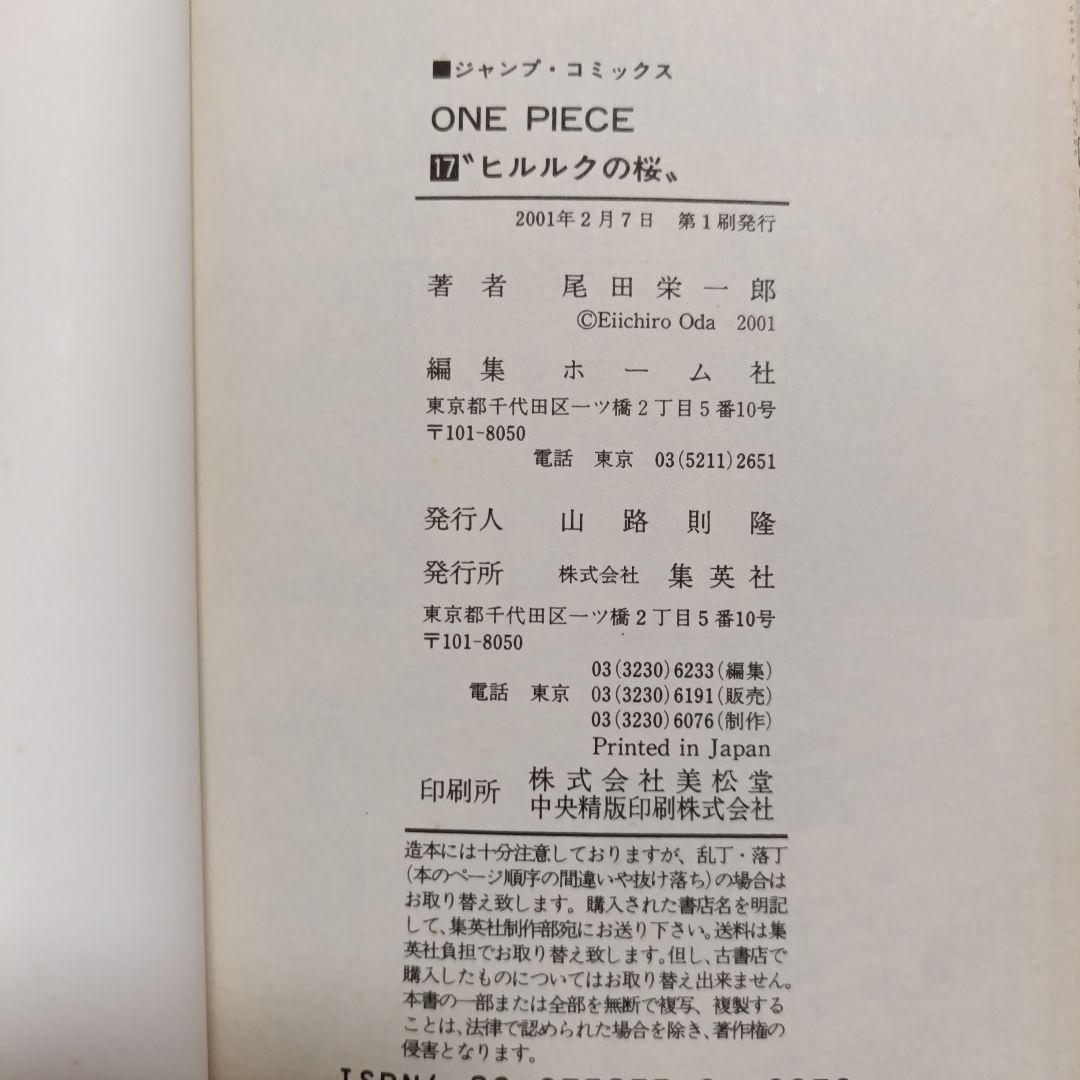 ■ジャンプ・コミックス
ONE PIECE
17〝ヒルルクの桜〟
2001年2月7日 第1刷発行
著者 尾田栄一郎
©Eiichiro Oda 2001
編集 ホーム社
東京都千代田区一ツ橋2丁目5番10号
〒101-8050
電話 東京 03(5211)2651
発行人 山路則隆
発行所 株式会社 集英社
東京都千代田区一ツ橋2丁目5番10号
〒101-8050
03(3230)6233(編集)
電話 東京 03(3230)6191(販売)
03(3230)6076(制作)
Printed in Japan
印刷所 株式会社美松堂
中央精版印刷株式会社
造本には十分注意しておりますが、乱丁・落丁
(本のページ順序の間違いや抜け落ち)の場合は
お取り替え致します。購入された書店名を明記
して、集英社制作部宛にお送り下さい。送料は集
英社負担でお取り替え致します。但し、古書店で
購入したものについてはお取り替え出来ません。
本書の一部または全部を無断で複写、複製する
ことは、法律で認められた場合を除き、著作権の
侵害となります。